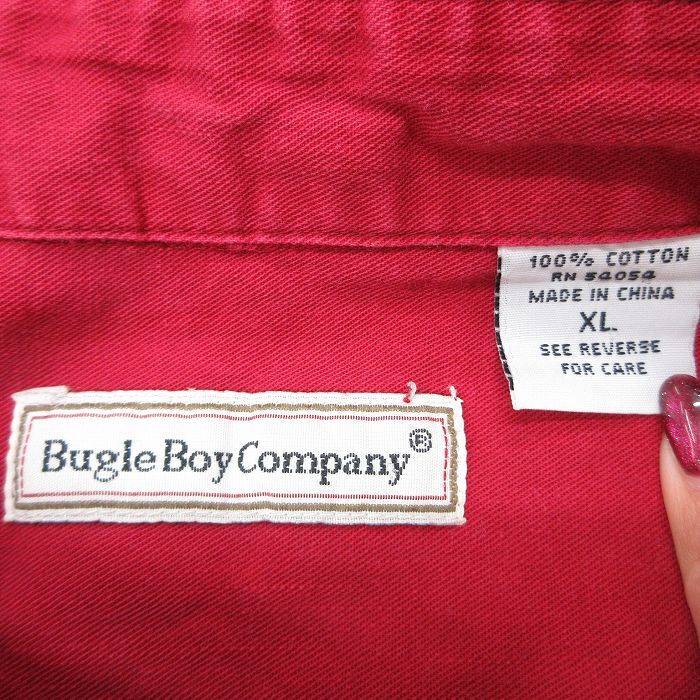 100% COTTON
RN 54054
MADE IN CHINA
XL
SEE REVERSE
FOR CARE
Bugle Boy Company®